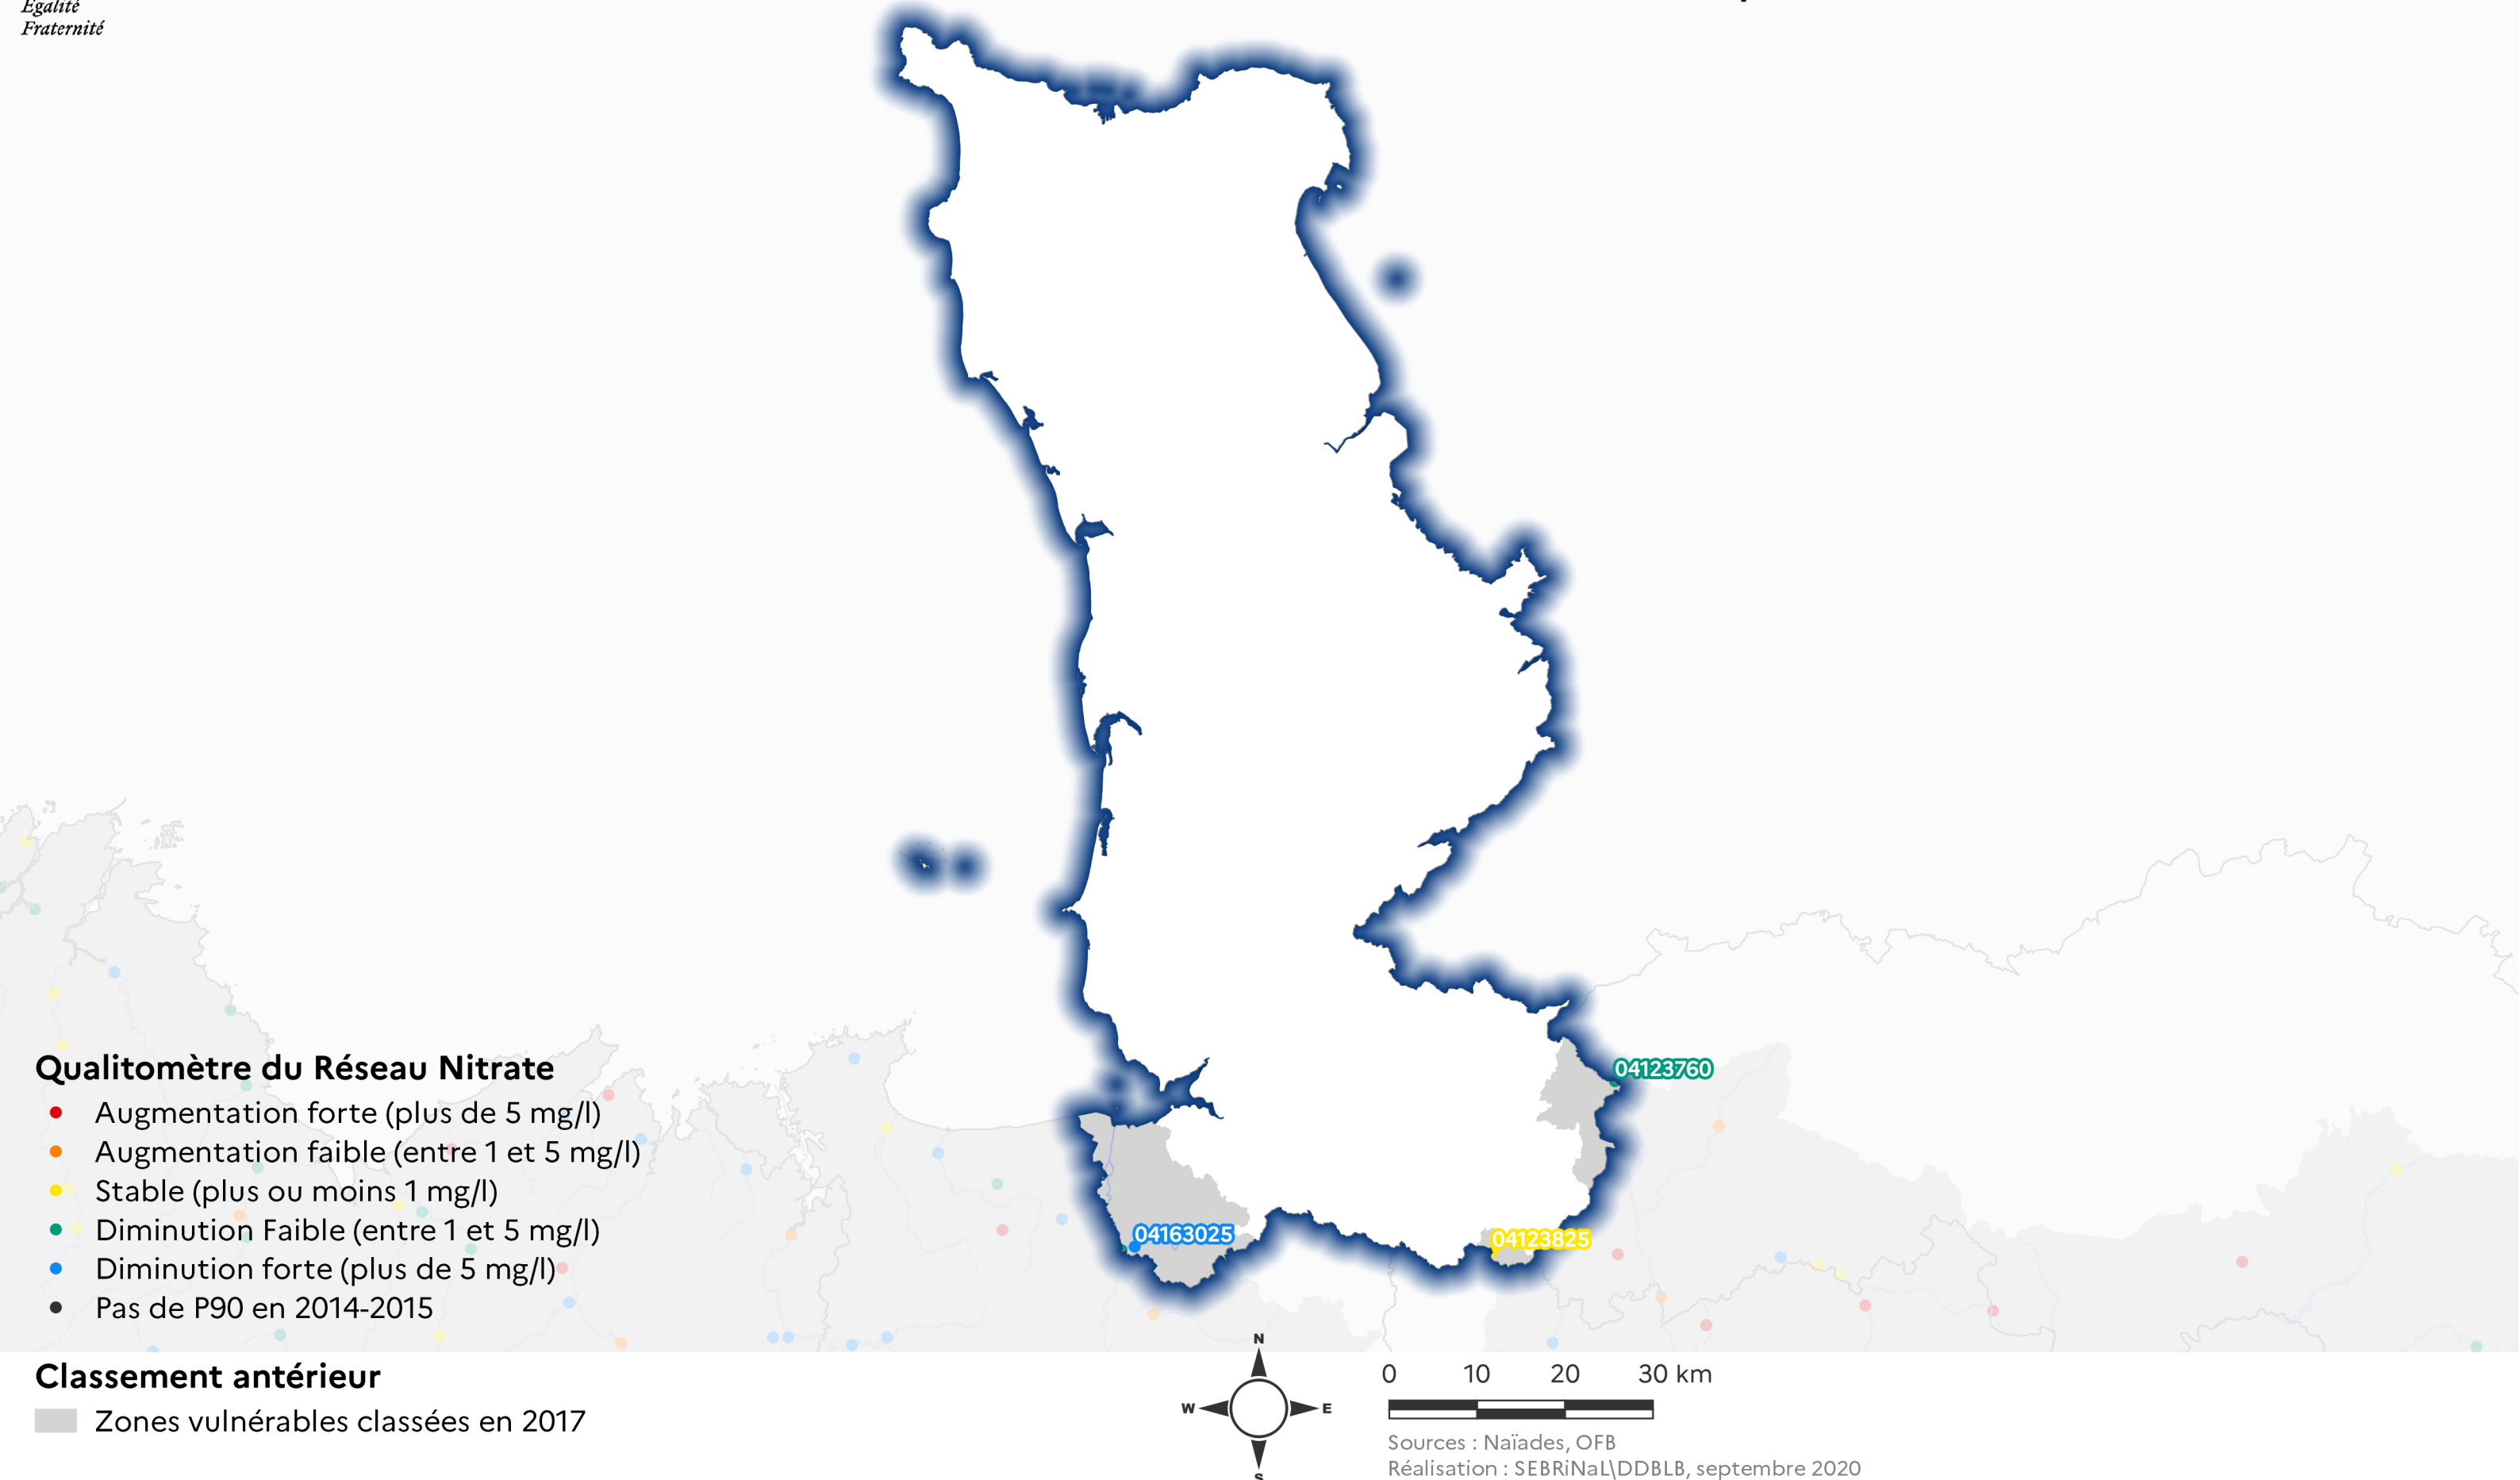 Egalité
Fraternité
04123760
04163025
04123825
Qualitomètre du Réseau Nitrate
Augmentation forte (plus de 5 mg/l)
Augmentation faible (entre 1 et 5 mg/l)
Stable (plus ou moins 1 mg/l)
Diminution Faible (entre 1 et 5 mg/l)
Diminution forte (plus de 5 mg/l)
Pas de P90 en 2014-2015
Classement antérieur
Zones vulnérables classées en 2017
N
W E
S
0 10 20 30 km
Sources : Naïades, OFB
Réalisation : SEBRiNaL\DDBLB, septembre 2020